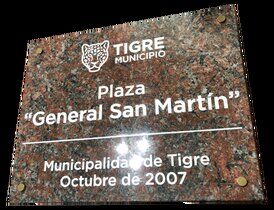 TIGRE
MUNICIPIO
Plaza
“General San Martín”
Municipalidad de Tigre
Octubre de 2007